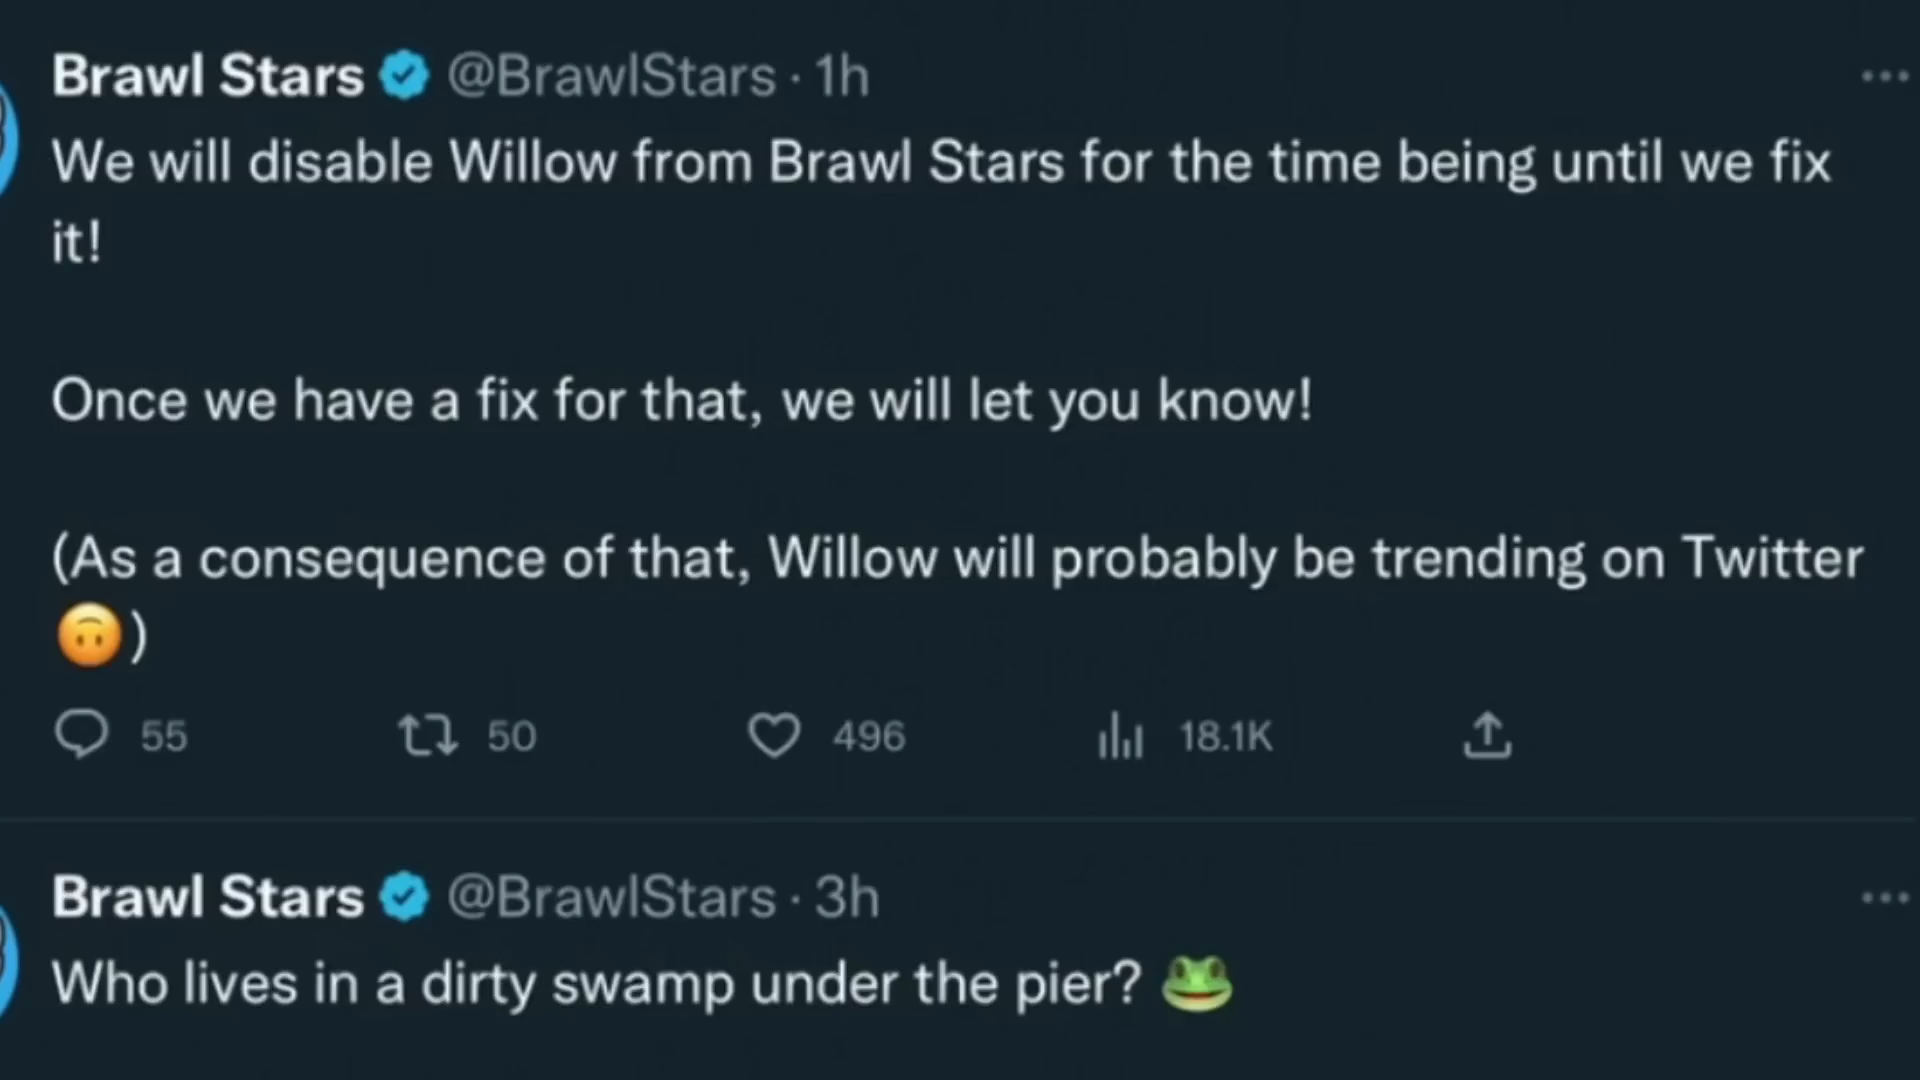 Brawl Stars @BrawlStars · 1h
We will disable Willow from Brawl Stars for the time being until we fix
it!
Once we have a fix for that, we will let you know!
(As a consequence of that, Willow will probably be trending on Twitter
🙃)
55 50 496 18.1K
Brawl Stars @BrawlStars · 3h
Who lives in a dirty swamp under the pier? 🐸